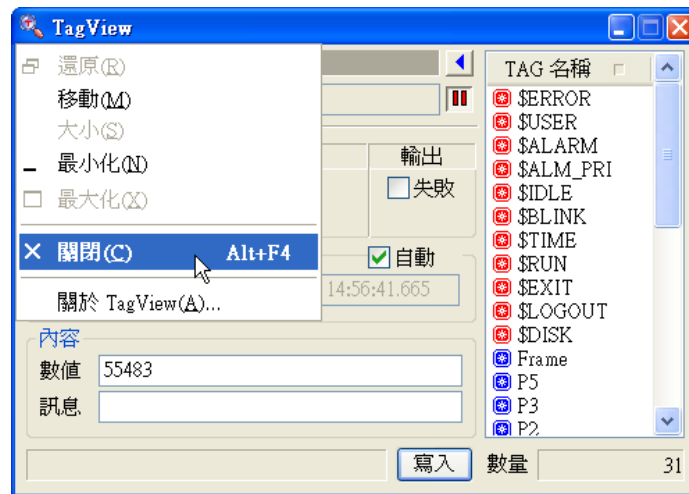 TagView
還原(R)
移動(M)
大小(S)
最小化(N)
最大化(X)
關閉(C) Alt+F4
關於 TagView(A)...
輸出
失敗
自動
14:56:41.665
內容
數值 55483
訊息
寫入
TAG 名稱
$ERROR
$USER
$ALARM
$ALM_PRI
$IDLE
$BLINK
$TIME
$RUN
$EXIT
$LOGOUT
$DISK
Frame
P5
P3
P2
數量 31